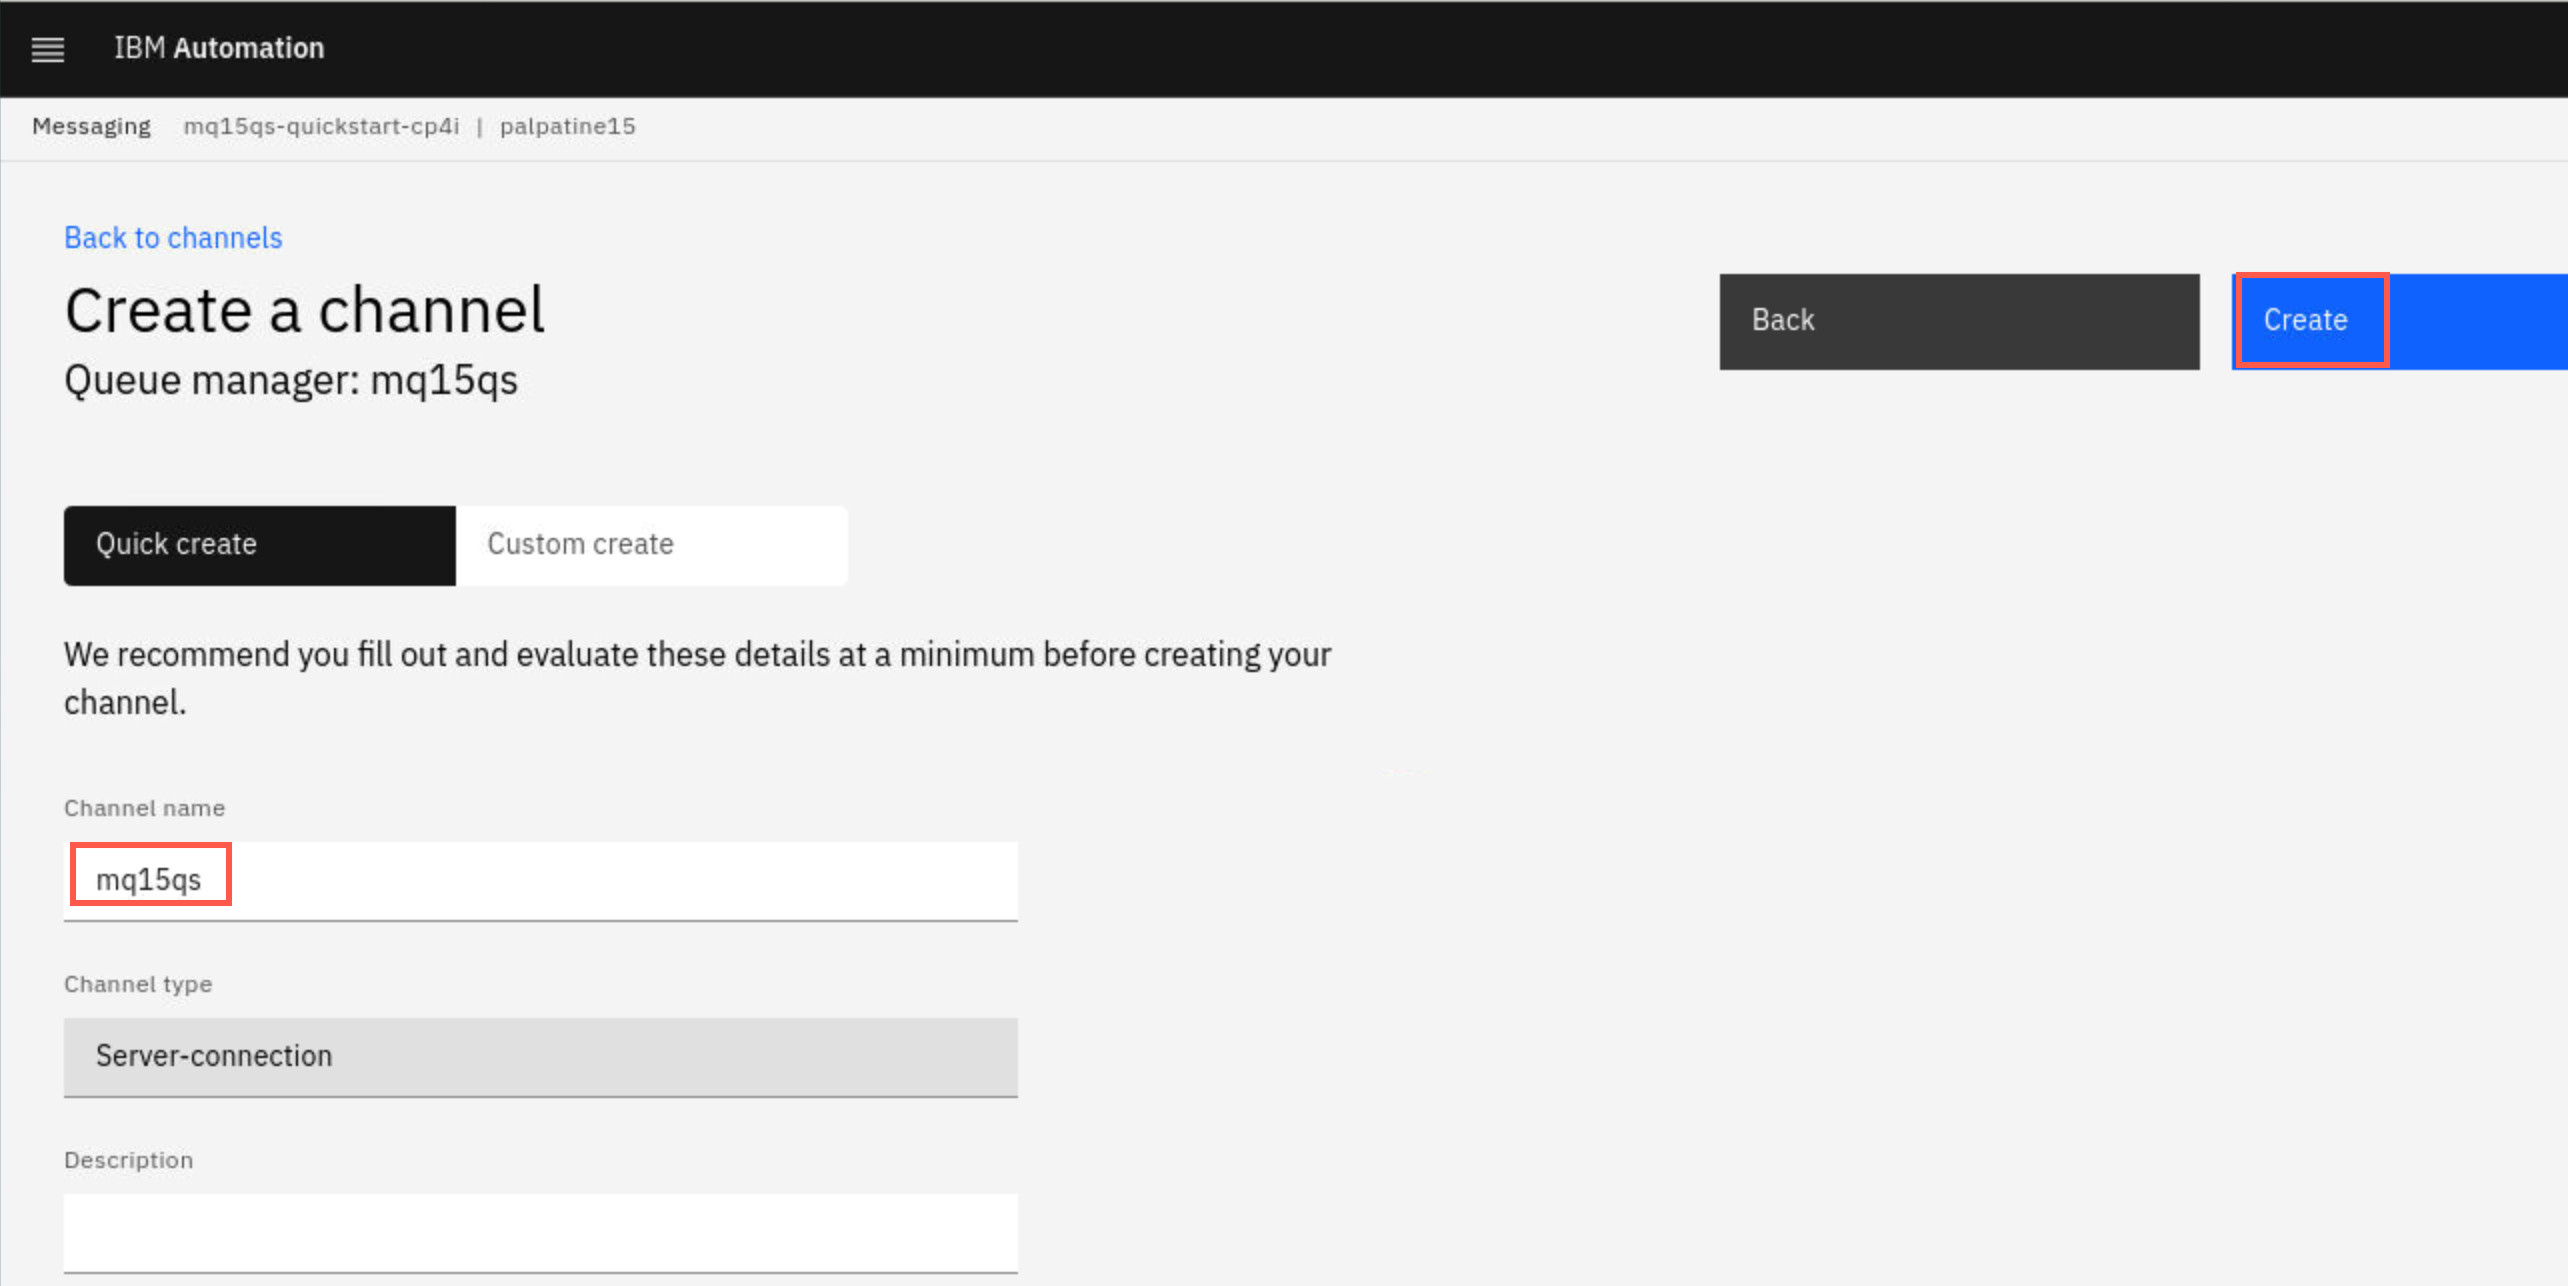 IBM Automation
Messaging mq15qs-quickstart-cp4i | palpatine15
Back to channels
Create a channel
Queue manager: mq15qs
Back
Create
Quick create
Custom create
We recommend you fill out and evaluate these details at a minimum before creating your
channel.
Channel name
mq15qs
Channel type
Server-connection
Description